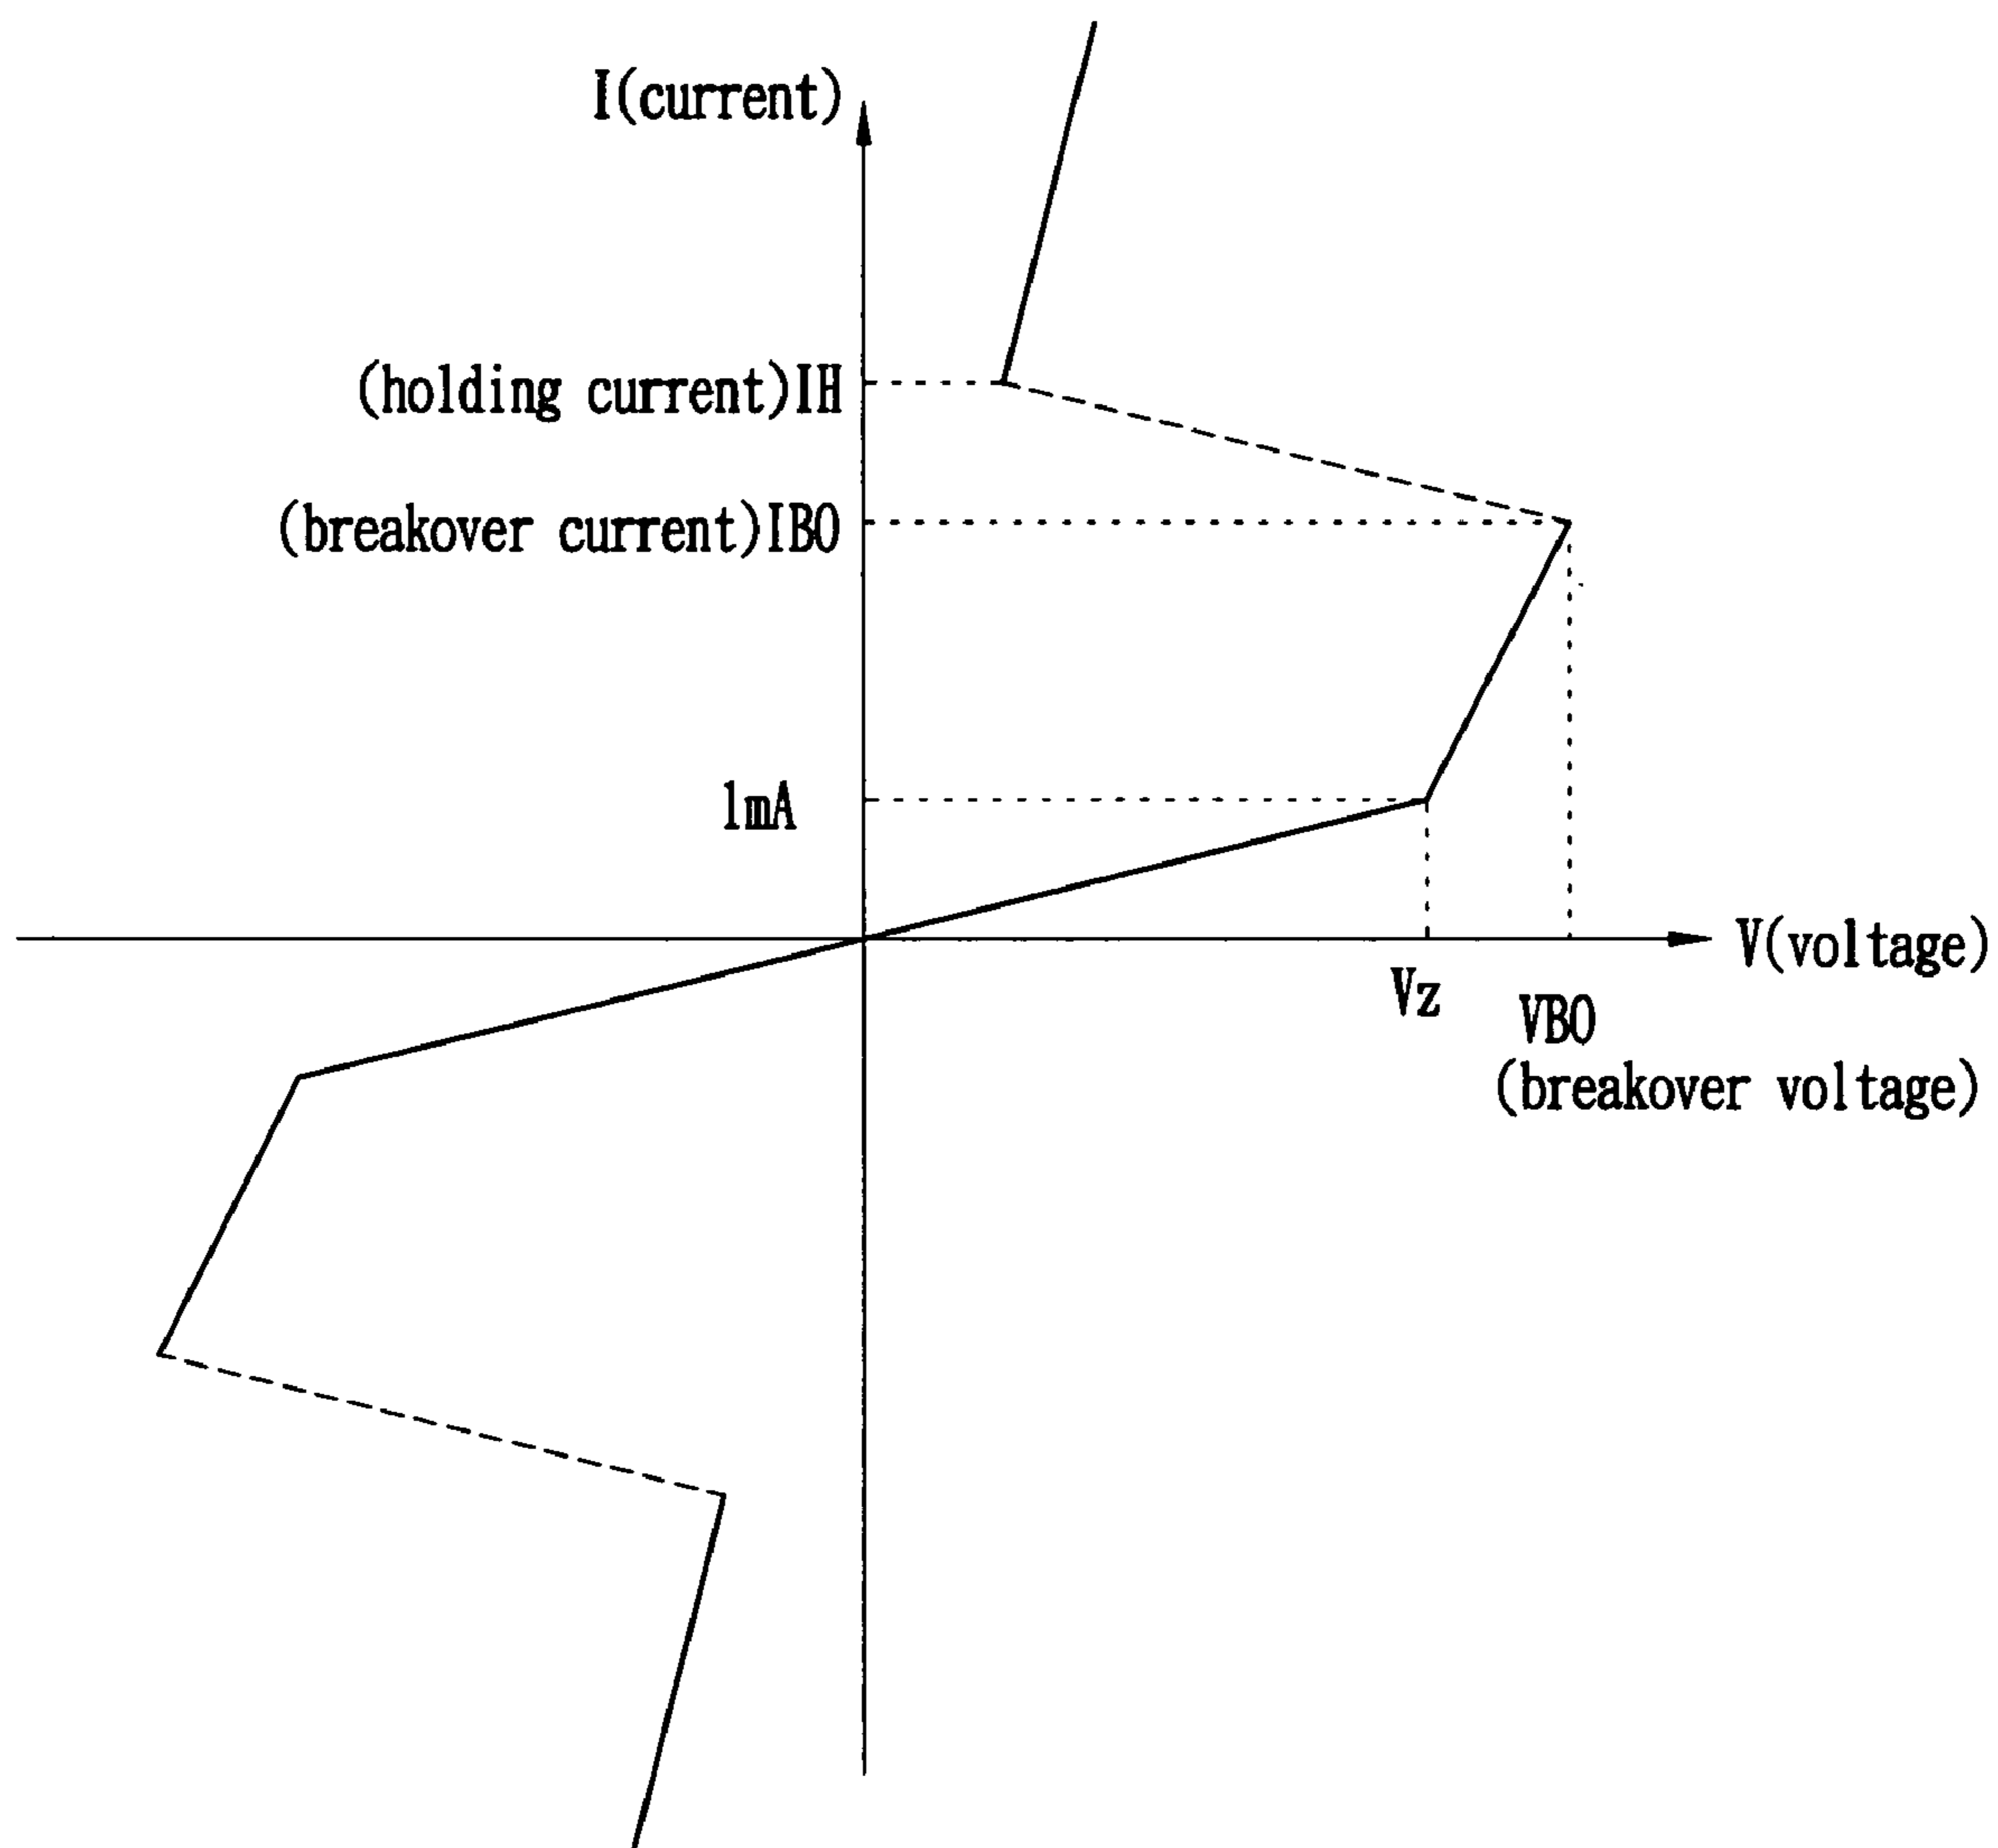 I(current)
(holding current)IH
(breakover current)IBO
1mA
V(voltage)
Vz
VBO
(breakover voltage)